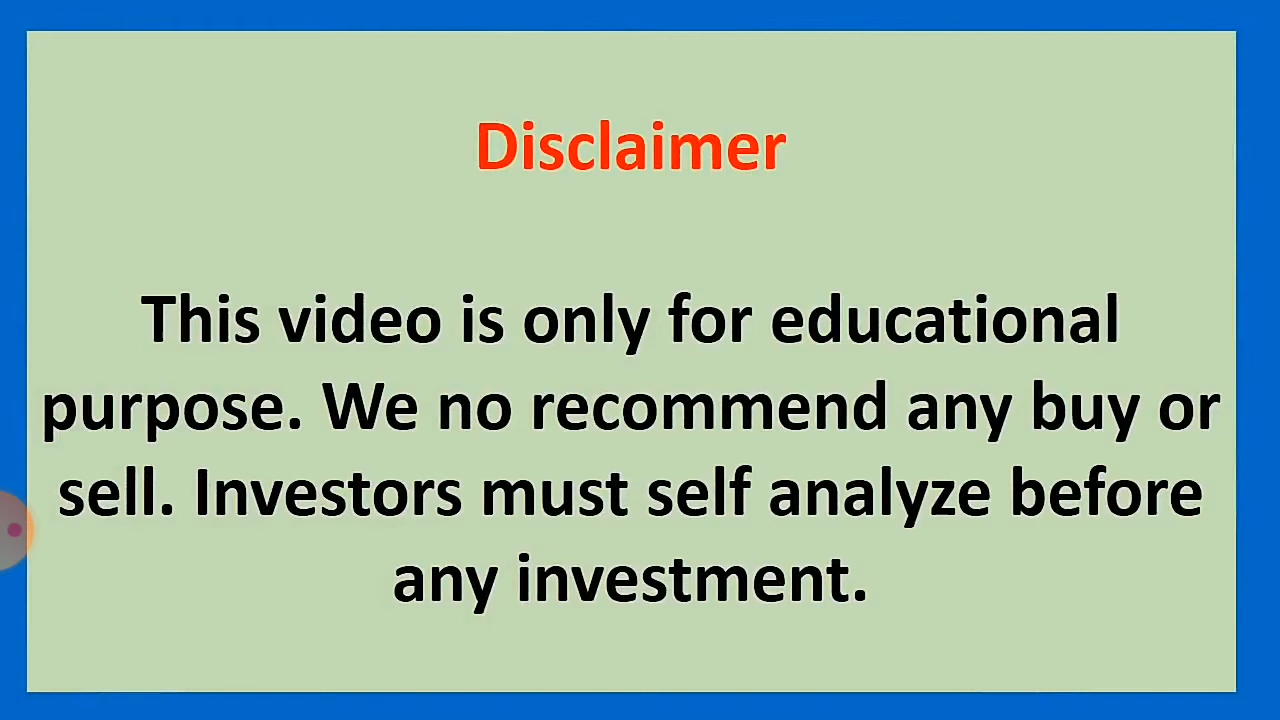 Disclaimer
This video is only for educational
purpose. We no recommend any buy or
sell. Investors must self analyze before
any investment.